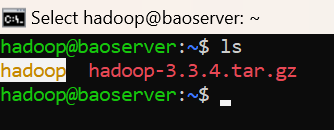 Select hadoop@baoserver: ~
hadoop@baoserver:~$ ls
hadoop  hadoop-3.3.4.tar.gz
hadoop@baoserver:~$